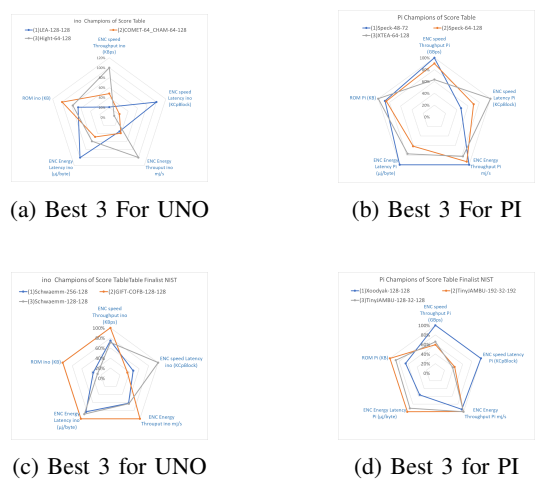 ino Champions of Score Table
(1)LEA-128-128
(2)COMET-64_CHAM-64-128
(3)Hight-64-128
ENC speed
Throughput ino
(KBps)
120%
100%
80%
60%
40%
20%
0%
ENC speed
Latency ino
(KCpBlock)
ENC Energy
Throuput ino
mj/s
ENC Energy
Latency ino
(µj/byte)
ROM ino (KB)
(a) Best 3 For UNO
Pi Champions of Score Table
(1)Speck-48-72
(2)Speck-64-128
(3)XTEA-64-128
ENC speed
Throughput Pi
(GBps)
100%
80%
60%
40%
20%
0%
ENC speed
Latency Pi
(KCpBlock)
ENC Energy
Throughput Pi
mj/s
ENC Energy
Latency Pi
(µj/byte)
ROM Pi (KB)
(b) Best 3 For PI
ino Champions of Score TableTable Finalist NIST
(1)Schwaemm-256-128
(2)GIFT-COFB-128-128
(3)Schwaemm-128-128
ENC speed
Throughput ino
(KBps)
100%
80%
60%
40%
20%
0%
ENC speed Latency
ino (KCpBlock)
ENC Energy
Throuput ino mj/s
ENC Energy
Latency ino
(µj/byte)
ROM ino (KB)
(c) Best 3 for UNO
Pi Champions of Score Table Finalist NIST
(1)Xoodyak-128-128
(2)TinyJAMBU-192-32-192
(3)TinyJAMBU-128-32-128
ENC speed
Throughput Pi
(GBps)
100%
80%
60%
40%
20%
0%
ENC speed Latency
Pi (KCpBlock)
ENC Energy
Throughput Pi mj/s
ENC Energy Latency
Pi (µj/byte)
ROM Pi (KB)
(d) Best 3 for PI